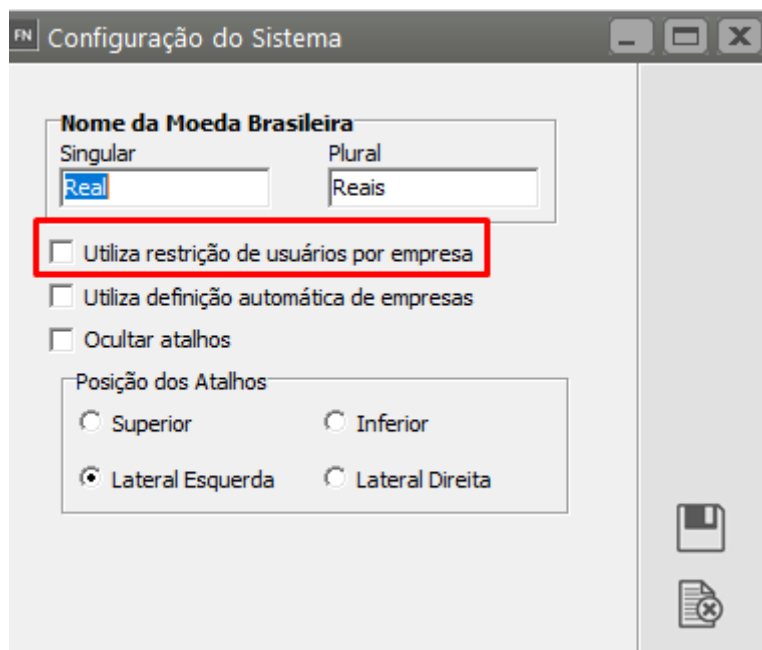 FN Configuração do Sistema
Nome da Moeda Brasileira
Singular Plural
Real Reais
Utiliza restrição de usuários por empresa
Utiliza definição automática de empresas
Ocultar atalhos
Posição dos Atalhos
Superior Inferior
Lateral Esquerda Lateral Direita